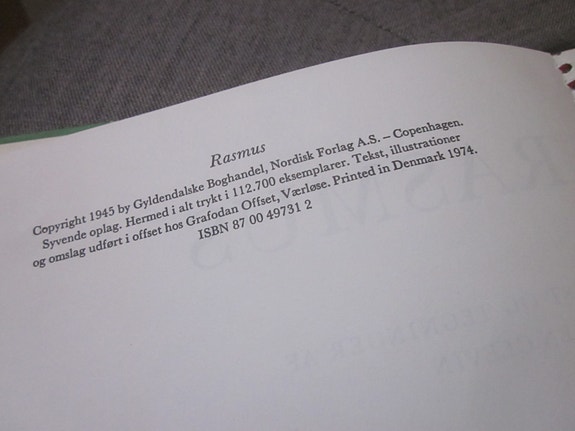 Rasmus
Copyright 1945 by Gyldendalske Boghandel, Nordisk Forlag A.S. – Copenhagen.
Syvende oplag. Hermed i alt trykt i 112.700 eksemplarer. Tekst, illustrationer
og omslag udført i offset hos Grafodan Offset, Værløse. Printed in Denmark 1974.
ISBN 87 00 49731 2